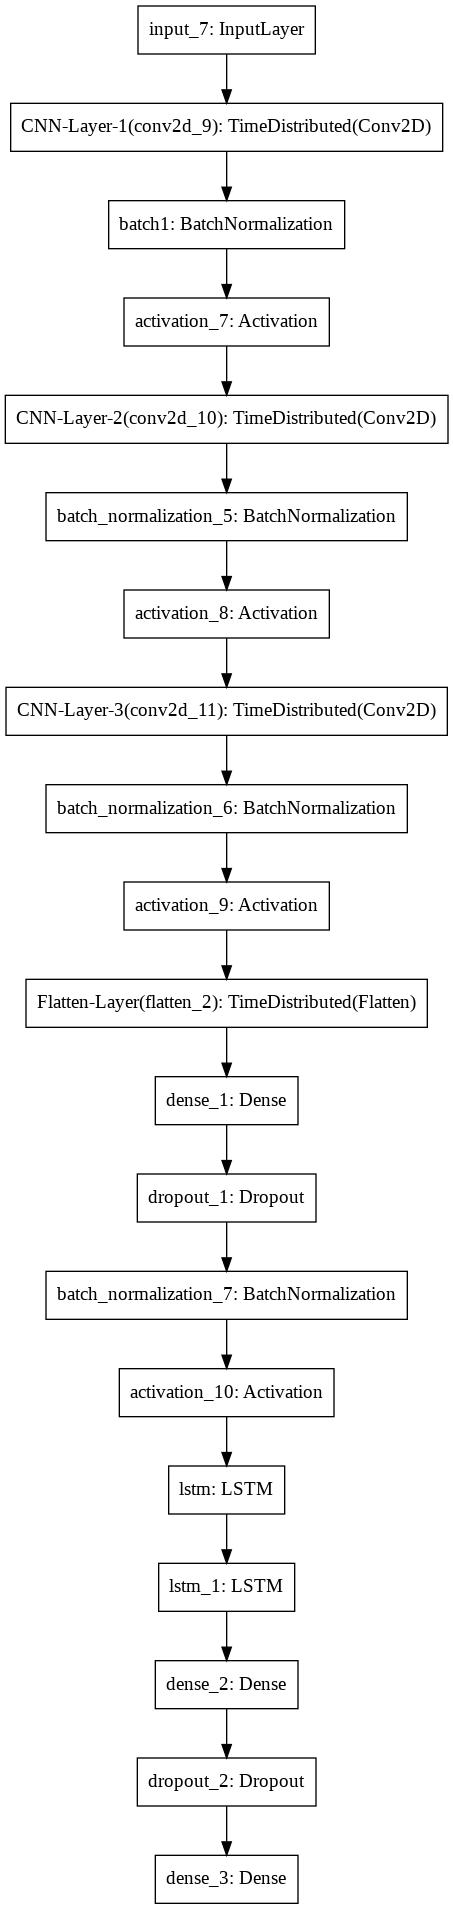 input_7: InputLayer
CNN-Layer-1(conv2d_9): TimeDistributed(Conv2D)
batch1: BatchNormalization
activation_7: Activation
CNN-Layer-2(conv2d_10): TimeDistributed(Conv2D)
batch_normalization_5: BatchNormalization
activation_8: Activation
CNN-Layer-3(conv2d_11): TimeDistributed(Conv2D)
batch_normalization_6: BatchNormalization
activation_9: Activation
Flatten-Layer(flatten_2): TimeDistributed(Flatten)
dense_1: Dense
dropout_1: Dropout
batch_normalization_7: BatchNormalization
activation_10: Activation
lstm: LSTM
lstm_1: LSTM
dense_2: Dense
dropout_2: Dropout
dense_3: Dense